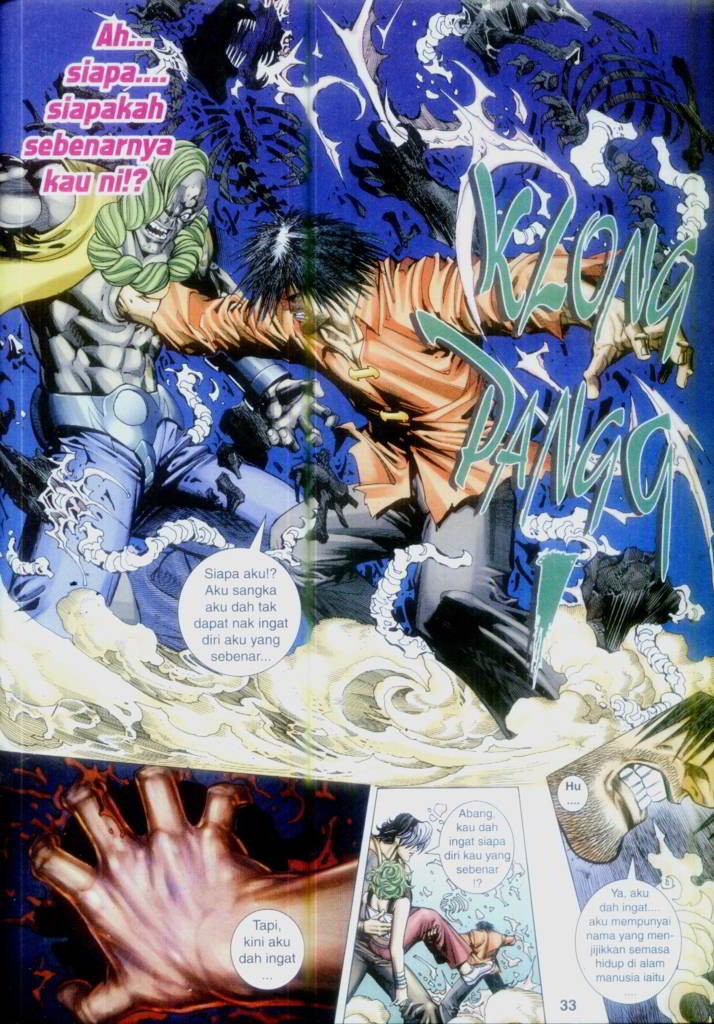 Ah...
siapa....
siapakah
sebenarnya
kau ni!?
KLONG
PANGG
!
Siapa aku!?
Aku sangka
aku dah tak
dapat nak ingat
diri aku yang
sebenar...
Tapi,
kini aku
dah ingat
...
Abang,
kau dah
ingat siapa
diri kau yang
sebenar
!?
Hu
....
Ya, aku
dah ingat....
aku mempunyai
nama yang men-
jijikkan semasa
hidup di alam
manusia iaitu
....
33